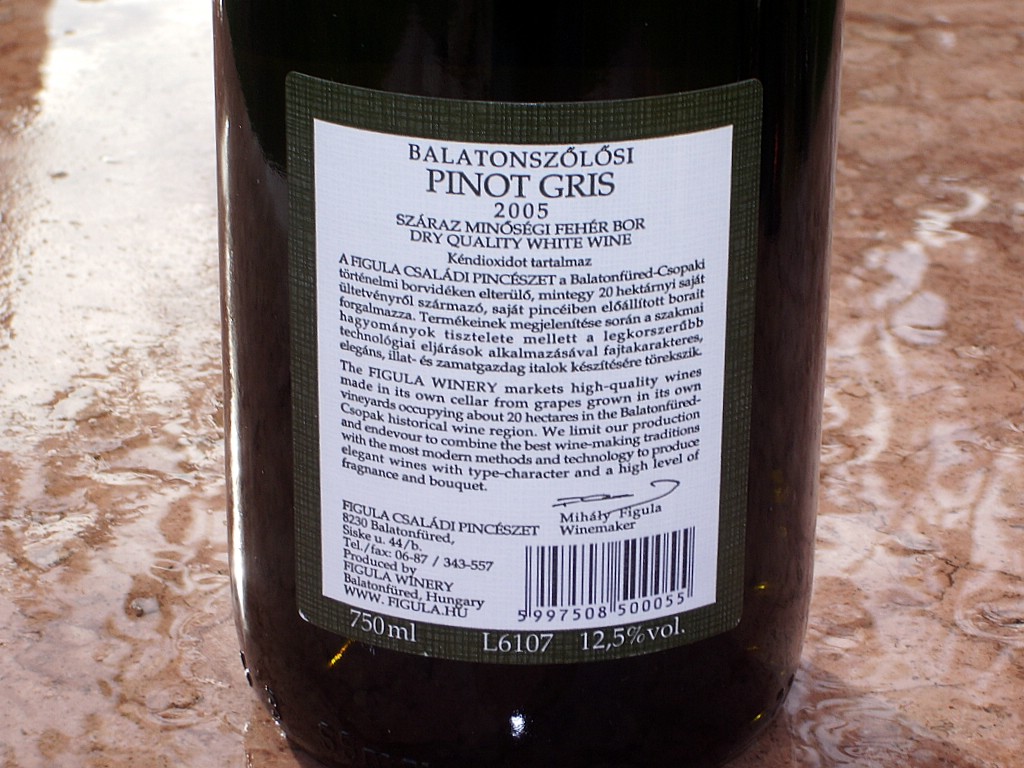 BALATONSZŐLŐSI
PINOT GRIS
2005
SZÁRAZ MINŐSÉGI FEHÉR BOR
DRY QUALITY WHITE WINE
Kéndioxidot tartalmaz
A FIGULA CSALÁDI PINCÉSZET a Balatonfüred-Csopaki
történelmi borvidéken elterülő, mintegy 20 hektárnyi saját
ültetvényről származó, saját pincéiben előállított borait
forgalmazza. Termékeinek megjelenítése során a szakmai
hagyományok tisztelete mellett a legkorszerűbb
technológiai eljárások alkalmazásával fajtakarakteres,
elegáns, illat- és zamatgazdag italok készítésére törekszik.
The FIGULA WINERY markets high-quality wines
made in its own cellar from grapes grown in its own
vineyards occupying about 20 hectares in the Balatonfüred-
Csopak historical wine region. We limit our production
and endevour to combine the best wine-making traditions
with the most modern methods and technology to produce
elegant wines with type-character and a high level of
fragnance and bouquet.
Mihály Figula
Winemaker
FIGULA CSALÁDI PINCÉSZET
8230 Balatonfüred,
Siske u. 44/b.
Tel./fax: 06-87 / 343-557
Produced by
FIGULA WINERY
Balatonfüred, Hungary
WWW. FIGULA.HU
5 997508 500055
750 ml L6107 12,5%vol.